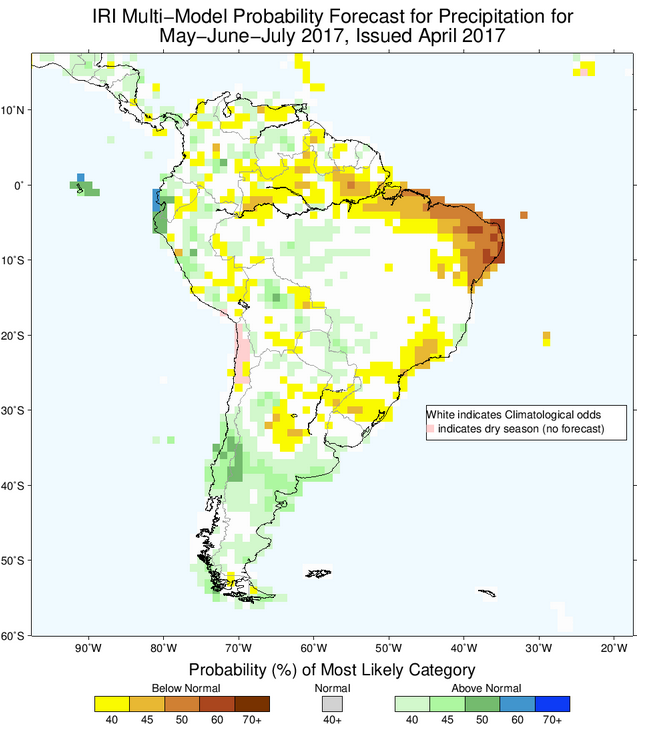 IRI Multi−Model Probability Forecast for Precipitation for
May−June−July 2017, Issued April 2017
10˚N
0˚
10˚S
20˚S
30˚S
40˚S
50˚S
60˚S
White indicates Climatological odds
indicates dry season (no forecast)
90˚W 80˚W 70˚W 60˚W 50˚W 40˚W 30˚W 20˚W
Probability (%) of Most Likely Category
Below Normal Normal Above Normal
40 45 50 60 70+ 40+ 40 45 50 60 70+